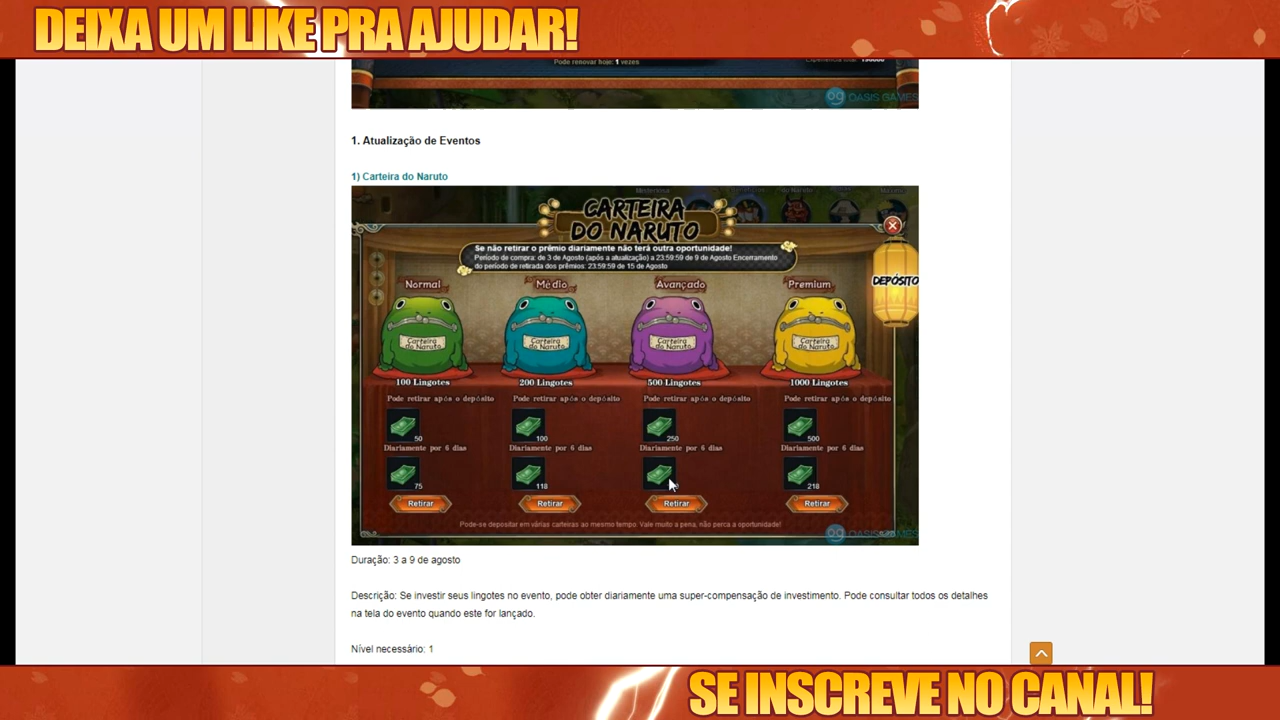 DEIXA UM LIKE PRA AJUDAR!
Pode renovar hoje: 1 vezes
OASIS GAMES
1. Atualização de Eventos
1) Carteira do Naruto
CARTEIRA
DO NARUTO
Se não retirar o prêmio diariamente não terá outra oportunidade!
Período de compra: de 3 de Agosto (após a atualização) a 23:59:59 de 9 de Agosto Encerramento
do período de retirada dos prêmios: 23:59:59 de 15 de Agosto
DEPÓSITO
Normal Médio Avançado Premium
Carteira do Naruto Carteira do Naruto Carteira do Naruto Carteira do Naruto
100 Lingotes 200 Lingotes 500 Lingotes 1000 Lingotes
Pode retirar após o depósito Pode retirar após o depósito Pode retirar após o depósito Pode retirar após o depósito
50 100 250 500
Diariamente por 6 dias Diariamente por 6 dias Diariamente por 6 dias Diariamente por 6 dias
75 118 218
Retirar Retirar Retirar Retirar
Pode-se depositar em várias carteiras ao mesmo tempo. Vale muito a pena, não perca a oportunidade!
OASIS GAMES
Duração: 3 a 9 de agosto
Descrição: Se investir seus lingotes no evento, pode obter diariamente uma super-compensação de investimento. Pode consultar todos os detalhes
na tela do evento quando este for lançado.
Nível necessário: 1
SE INSCREVE NO CANAL!